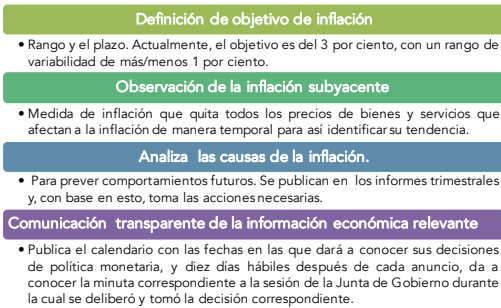 Definición de objetivo de inflación
• Rango y el plazo. Actualmente, el objetivo es del 3 por ciento, con un rango de
variabilidad de más/menos 1 por ciento.
Observación de la inflación subyacente
• Medida de inflación que quita todos los precios de bienes y servicios que
afectan a la inflación de manera temporal para así identificar su tendencia.
Analiza las causas de la inflación.
• Para prever comportamientos futuros. Se publican en los informes trimestrales
y, con base en esto, toma las acciones necesarias.
Comunicación transparente de la información económica relevante
• Publica el calendario con las fechas en las que dará a conocer sus decisiones
de política monetaria, y diez días hábiles después de cada anuncio, da a
conocer la minuta correspondiente a la sesión de la Junta de Gobierno durante
la cual se deliberó y tomó la decisión correspondiente.